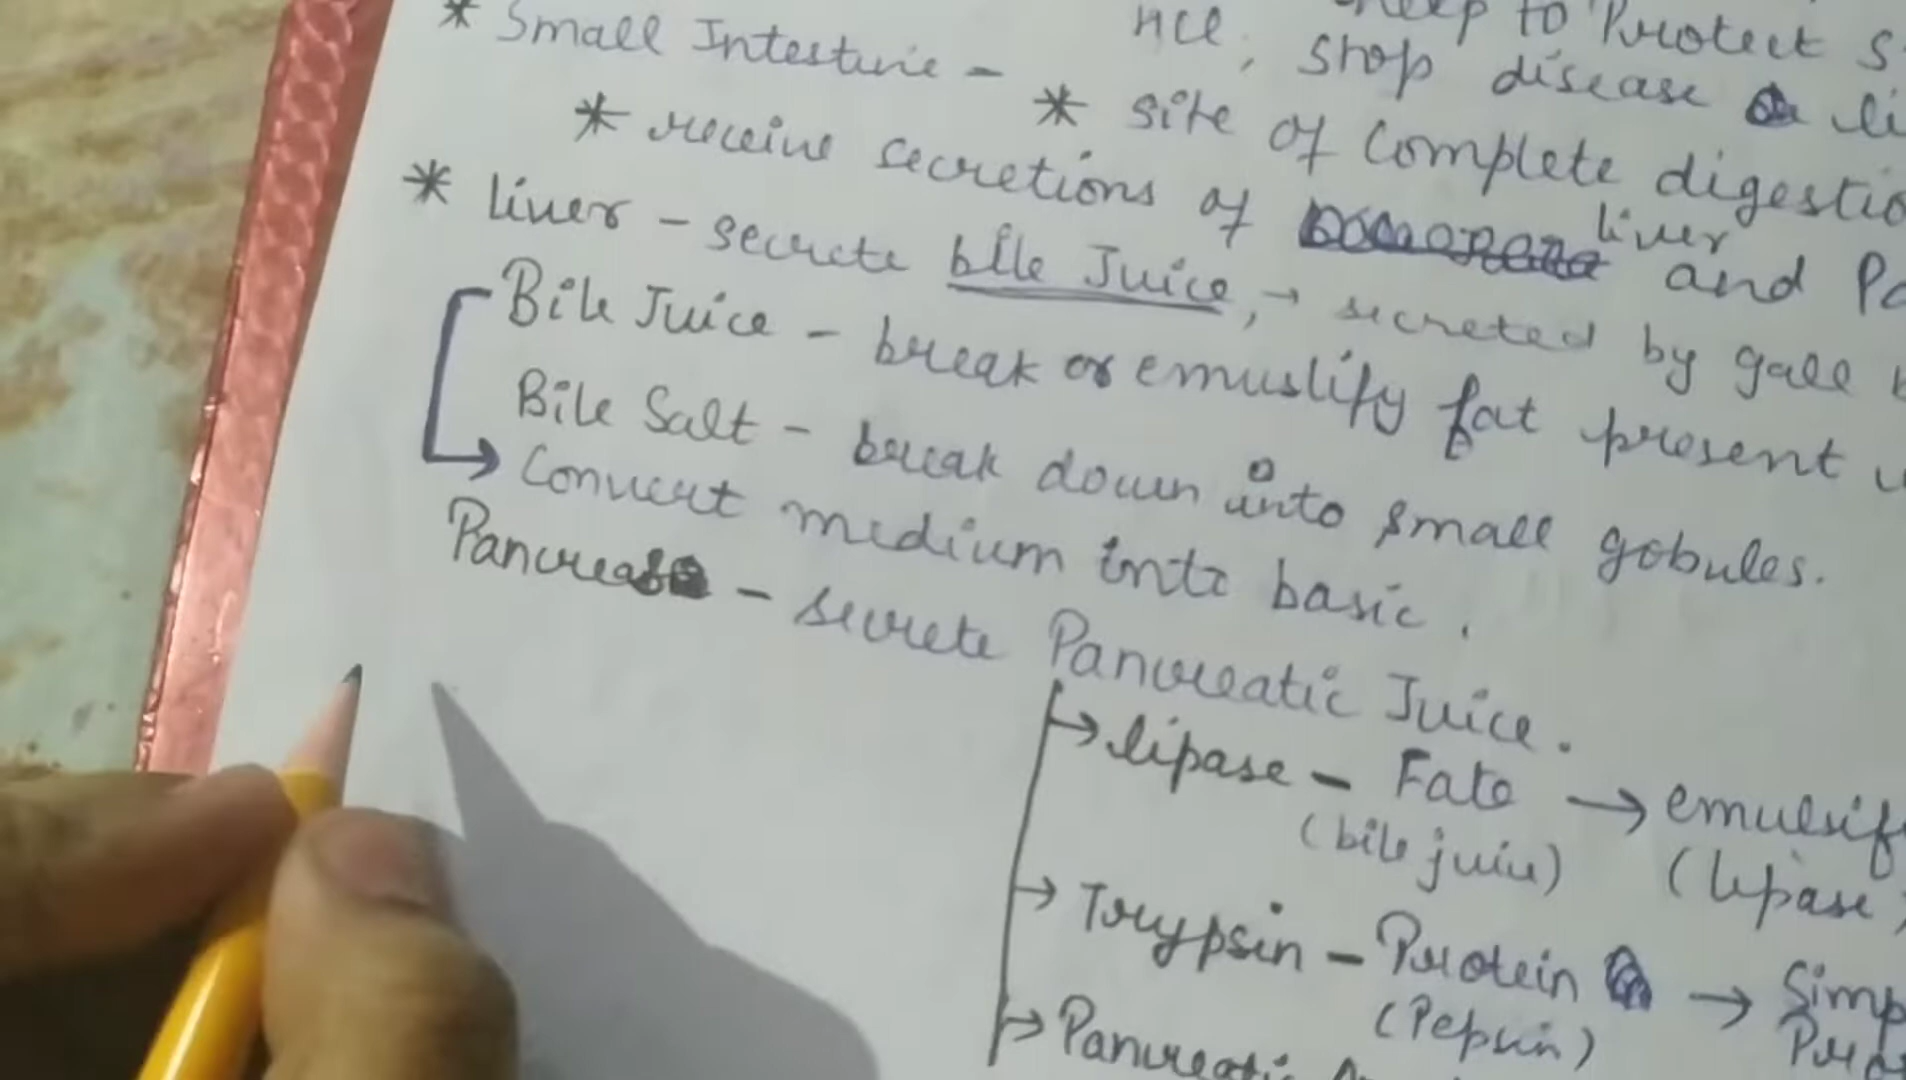 help to Protect
HCl, stop disease
* Small Intestine - * site of complete digestio
* receive secretions of liver and Pa
* liver - secrete bile Juice, → secreted by gall b
Bile Juice - break or emuslify fat present
Bile Salt - break down into small gobules.
→ Convert medium into basic.
Pancreas - secrete Pancreatic Juice.
→ lipase - Fats → emulsif
(bile juice) (lipase)
→ Trypsin - Protein → Simp
(Pepsin)
→ Pancreatic